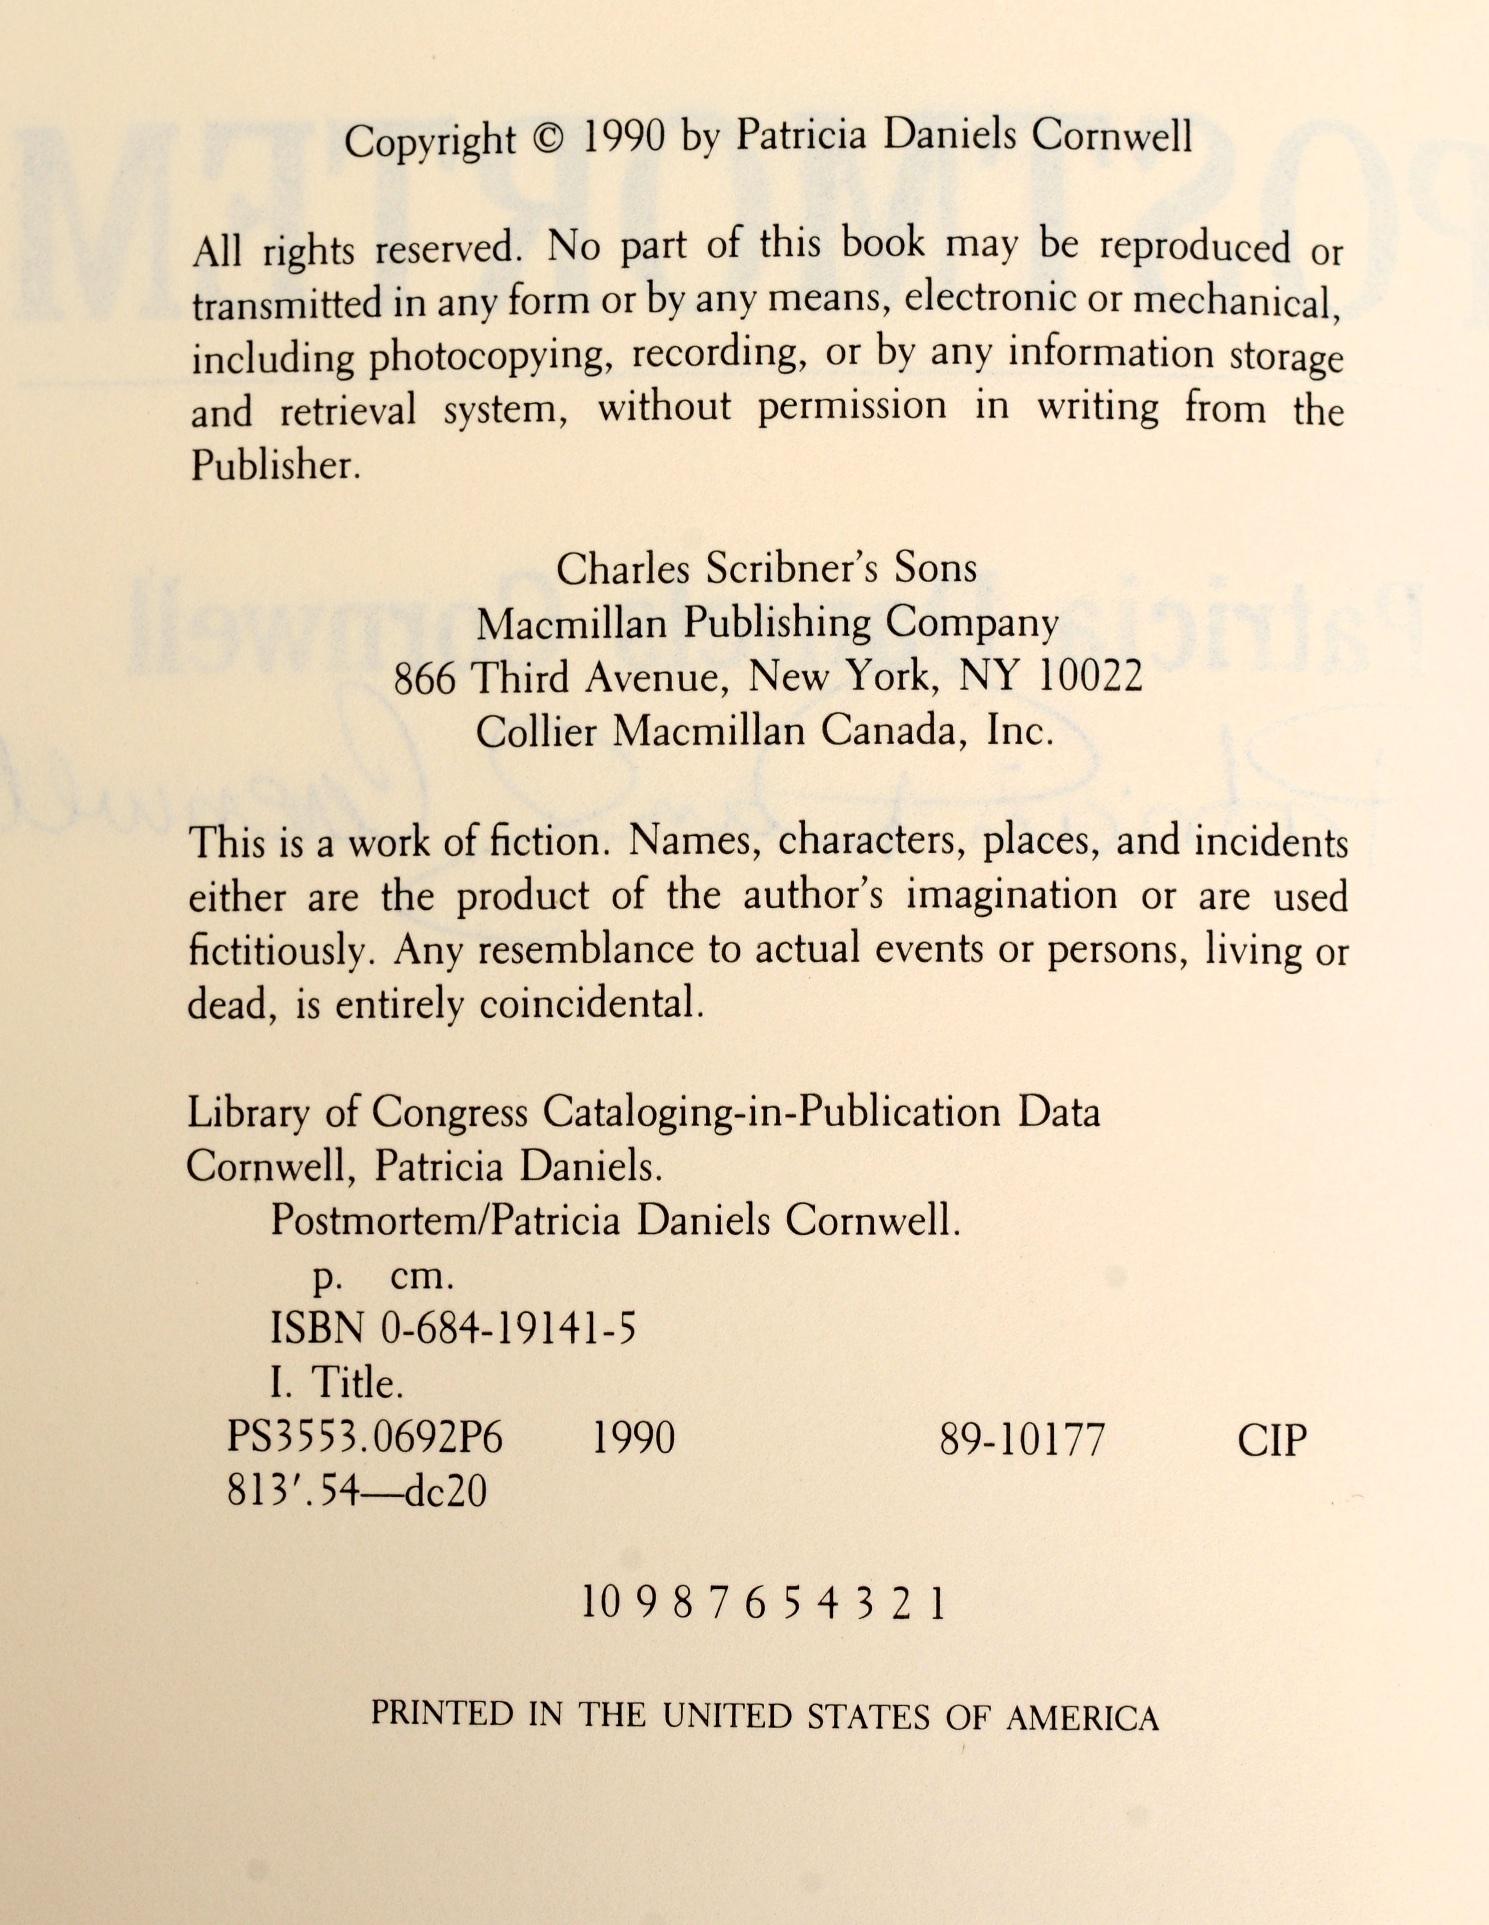 Copyright © 1990 by Patricia Daniels Cornwell
All rights reserved. No part of this book may be reproduced or
transmitted in any form or by any means, electronic or mechanical,
including photocopying, recording, or by any information storage
and retrieval system, without permission in writing from the
Publisher.
Charles Scribner's Sons
Macmillan Publishing Company
866 Third Avenue, New York, NY 10022
Collier Macmillan Canada, Inc.
This is a work of fiction. Names, characters, places, and incidents
either are the product of the author's imagination or are used
fictitiously. Any resemblance to actual events or persons, living or
dead, is entirely coincidental.
Library of Congress Cataloging-in-Publication Data
Cornwell, Patricia Daniels.
Postmortem/Patricia Daniels Cornwell.
p. cm.
ISBN 0-684-19141-5
I. Title.
PS3553.0692P6 1990 89-10177 CIP
813′.54—dc20
10 9 8 7 6 5 4 3 2 1
PRINTED IN THE UNITED STATES OF AMERICA